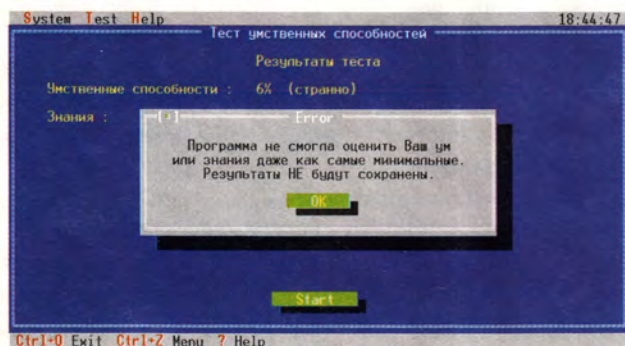 System Test Help 18:44:47
Тест умственных способностей
Результаты теста
Умственные способности : 6% (странно)
Знания :
Error
Программа не смогла оценить Ваш ум
или знания даже как самые минимальные.
Результаты НЕ будут сохранены.
OK
Start
Ctrl+Q Exit Ctrl+Z Menu ? Help